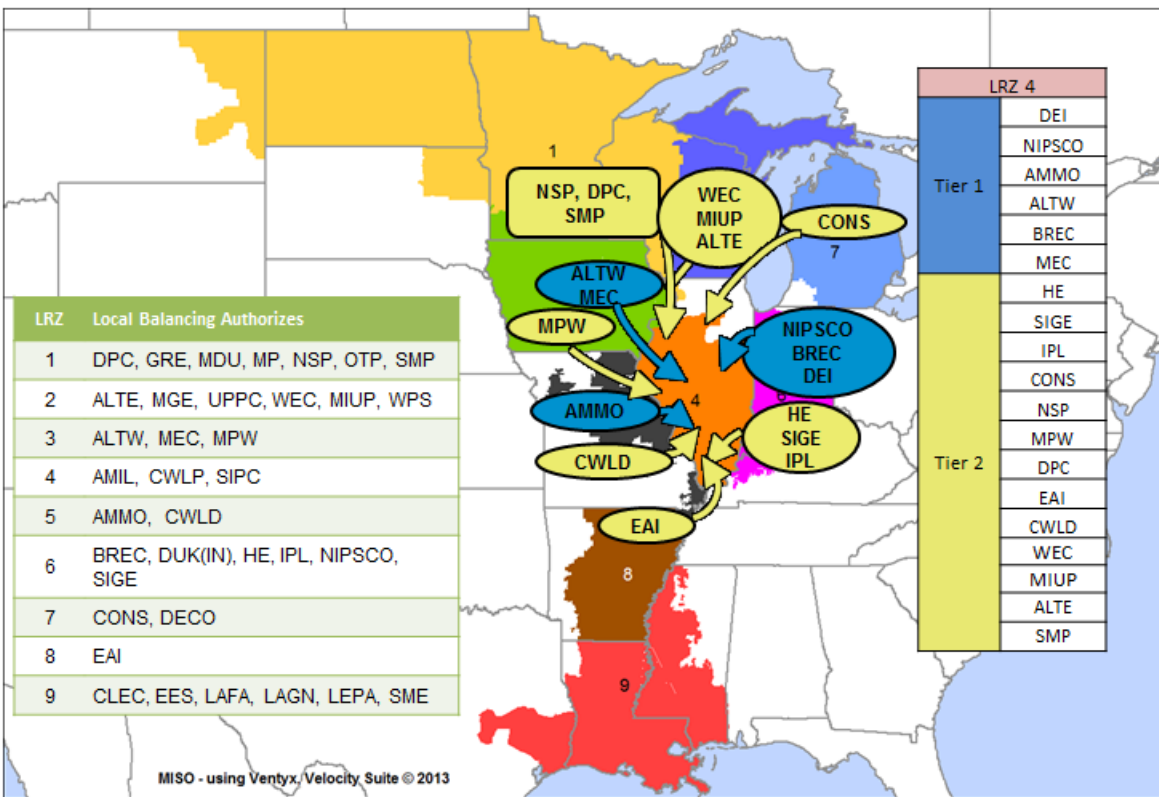 1
NSP, DPC,
SMP
WEC
MIUP
ALTE
CONS
7
ALTW
MEC
MPW
NIPSCO
BREC
DEI
AMMO
4
6
HE
SIGE
IPL
CWLD
EAI
8
9
LRZ Local Balancing Authorizes
1 DPC, GRE, MDU, MP, NSP, OTP, SMP
2 ALTE, MGE, UPPC, WEC, MIUP, WPS
3 ALTW, MEC, MPW
4 AMIL, CWLP, SIPC
5 AMMO, CWLD
6 BREC, DUK(IN), HE, IPL, NIPSCO,
SIGE
7 CONS, DECO
8 EAI
9 CLEC, EES, LAFA, LAGN, LEPA, SME
MISO - using Ventyx, Velocity Suite © 2013
LRZ 4
Tier 1
DEI
NIPSCO
AMMO
ALTW
BREC
MEC
Tier 2
HE
SIGE
IPL
CONS
NSP
MPW
DPC
EAI
CWLD
WEC
MIUP
ALTE
SMP